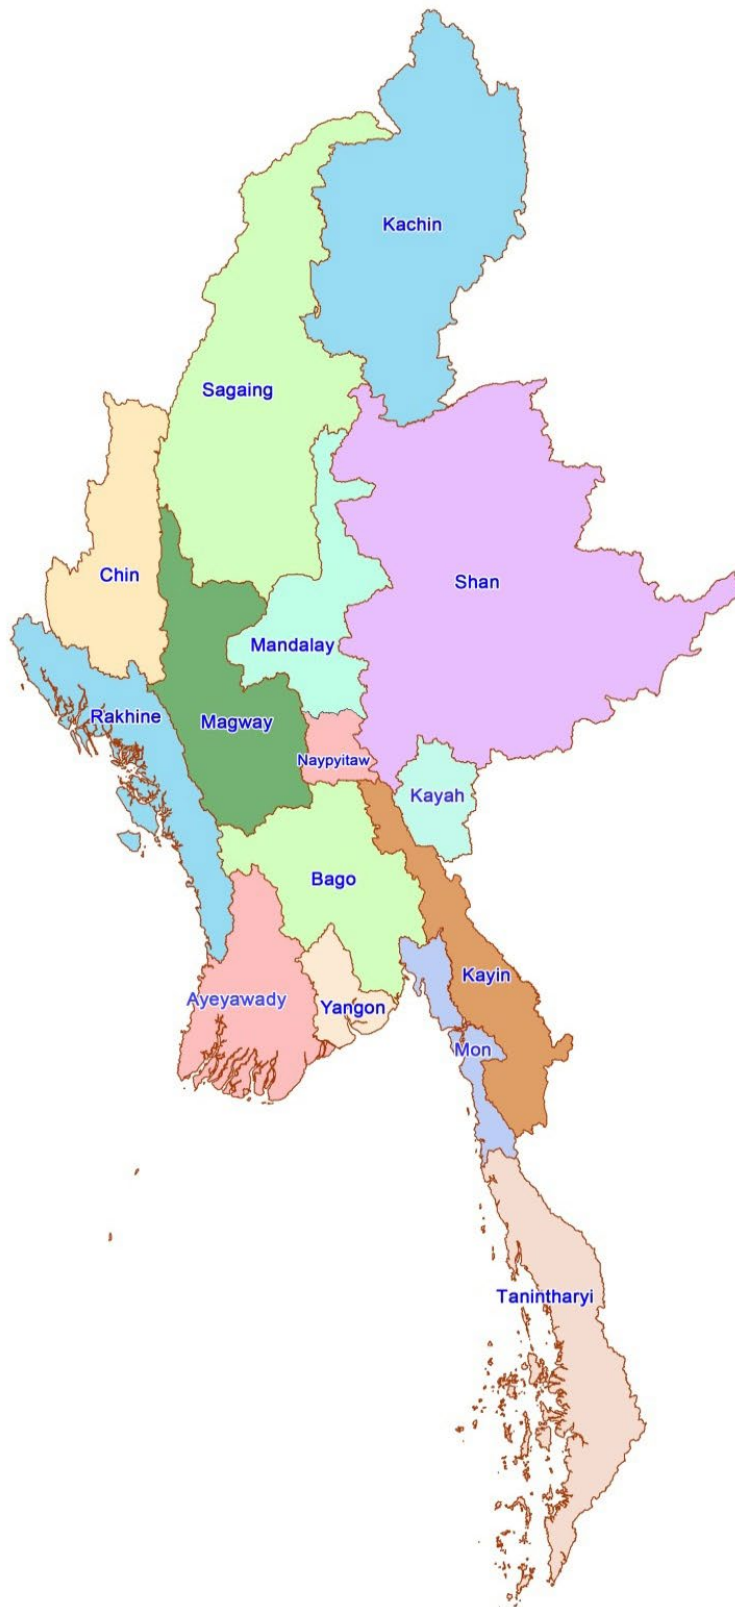 Kachin
Sagaing
Chin
Shan
Mandalay
Rakhine
Magway
Naypyitaw
Kayah
Bago
Kayin
Ayeyawady
Yangon
Mon
Tanintharyi